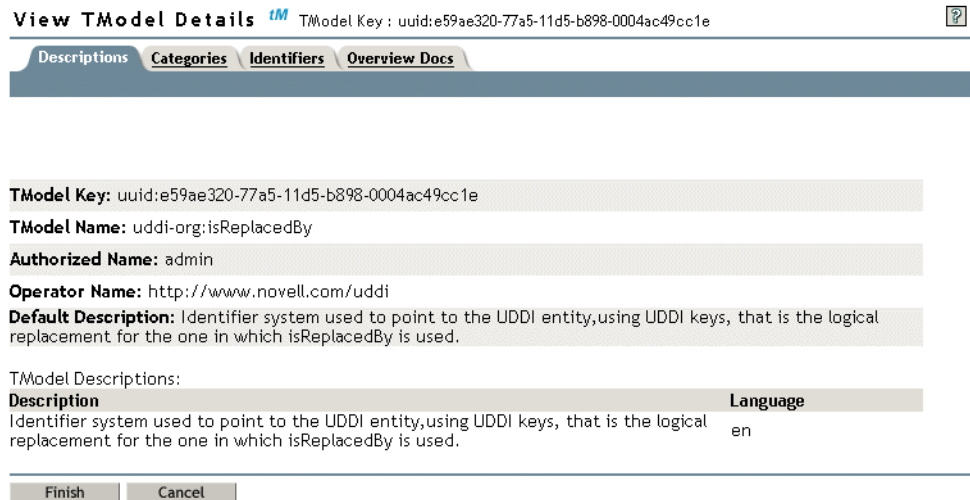 View TModel Details tM TModel Key : uuid:e59ae320-77a5-11d5-b898-0004ac49cc1e ?
Descriptions Categories Identifiers Overview Docs
TModel Key: uuid:e59ae320-77a5-11d5-b898-0004ac49cc1e
TModel Name: uddi-org:isReplacedBy
Authorized Name: admin
Operator Name: http://www.novell.com/uddi
Default Description: Identifier system used to point to the UDDI entity,using UDDI keys, that is the logical
replacement for the one in which isReplacedBy is used.
TModel Descriptions:
Description Language
Identifier system used to point to the UDDI entity,using UDDI keys, that is the logical
replacement for the one in which isReplacedBy is used.
en
Finish Cancel